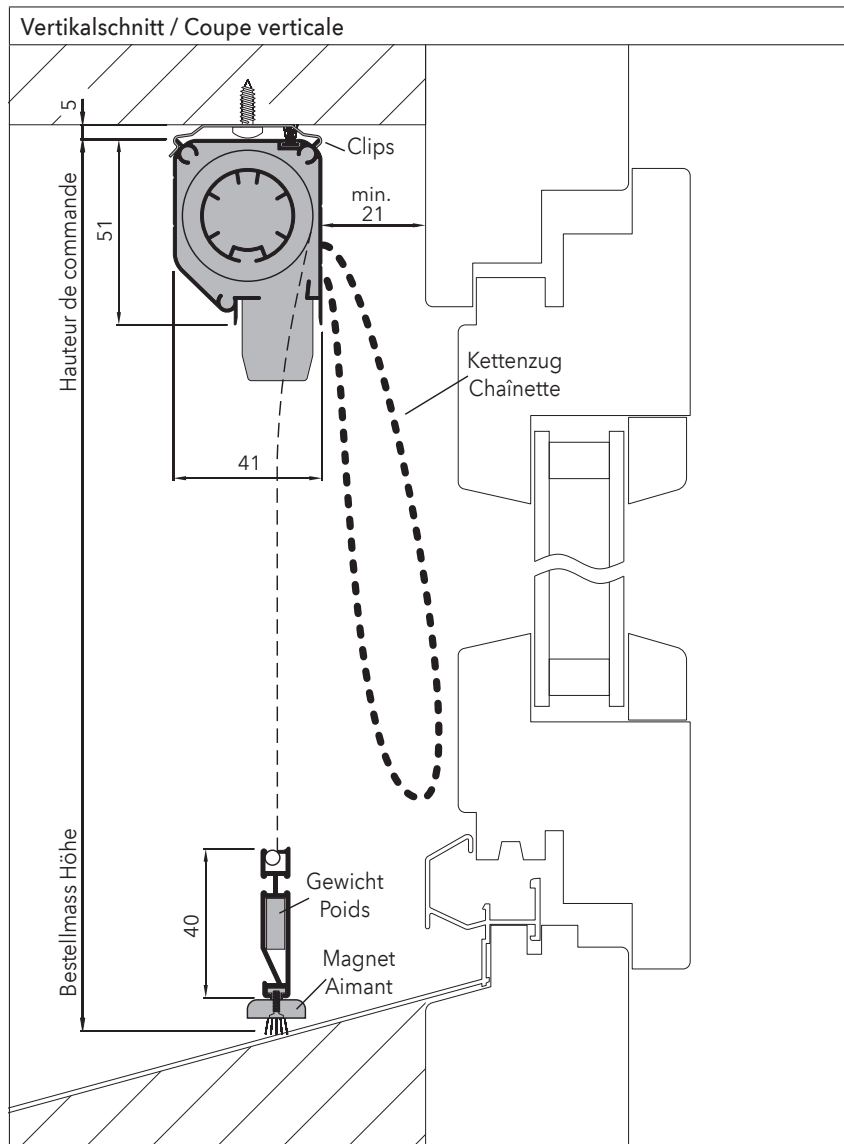 Vertikalschnitt / Coupe verticale
5
Clips
min.
21
51
Hauteur de commande
Kettenzug
Chaînette
41
Bestellmass Höhe
40
Gewicht
Poids
Magnet
Aimant